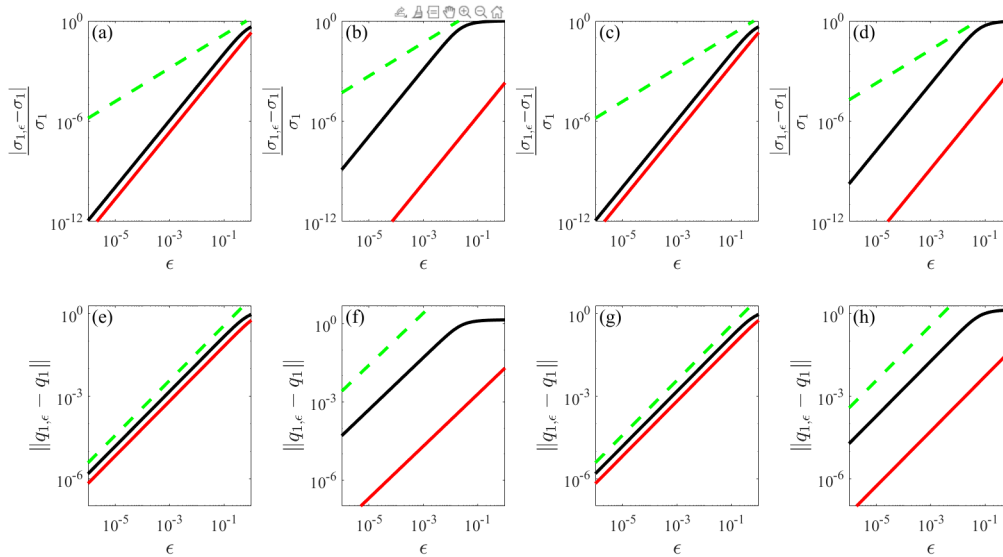 10^0 (a) 10^0 (b) 10^0 (c) 10^0 (d)
|σ_{1,ϵ}−σ_1| |σ_{1,ϵ}−σ_1| |σ_{1,ϵ}−σ_1| |σ_{1,ϵ}−σ_1|
10^{-6} 10^{-6} 10^{-6} 10^{-6}
σ_1 σ_1 σ_1 σ_1
10^{-12} 10^{-12} 10^{-12} 10^{-12}
10^{-5} 10^{-3} 10^{-1} 10^{-5} 10^{-3} 10^{-1} 10^{-5} 10^{-3} 10^{-1} 10^{-5} 10^{-3} 10^{-1}
ϵ ϵ ϵ ϵ
10^0 (e) 10^0 (f) 10^0 (g) 10^0 (h)
||q_{1,ϵ} − q_1|| ||q_{1,ϵ} − q_1|| ||q_{1,ϵ} − q_1|| ||q_{1,ϵ} − q_1||
10^{-3} 10^{-3} 10^{-3} 10^{-3}
10^{-6} 10^{-6} 10^{-6} 10^{-6}
10^{-5} 10^{-3} 10^{-1} 10^{-5} 10^{-3} 10^{-1} 10^{-5} 10^{-3} 10^{-1} 10^{-5} 10^{-3} 10^{-1}
ϵ ϵ ϵ ϵ